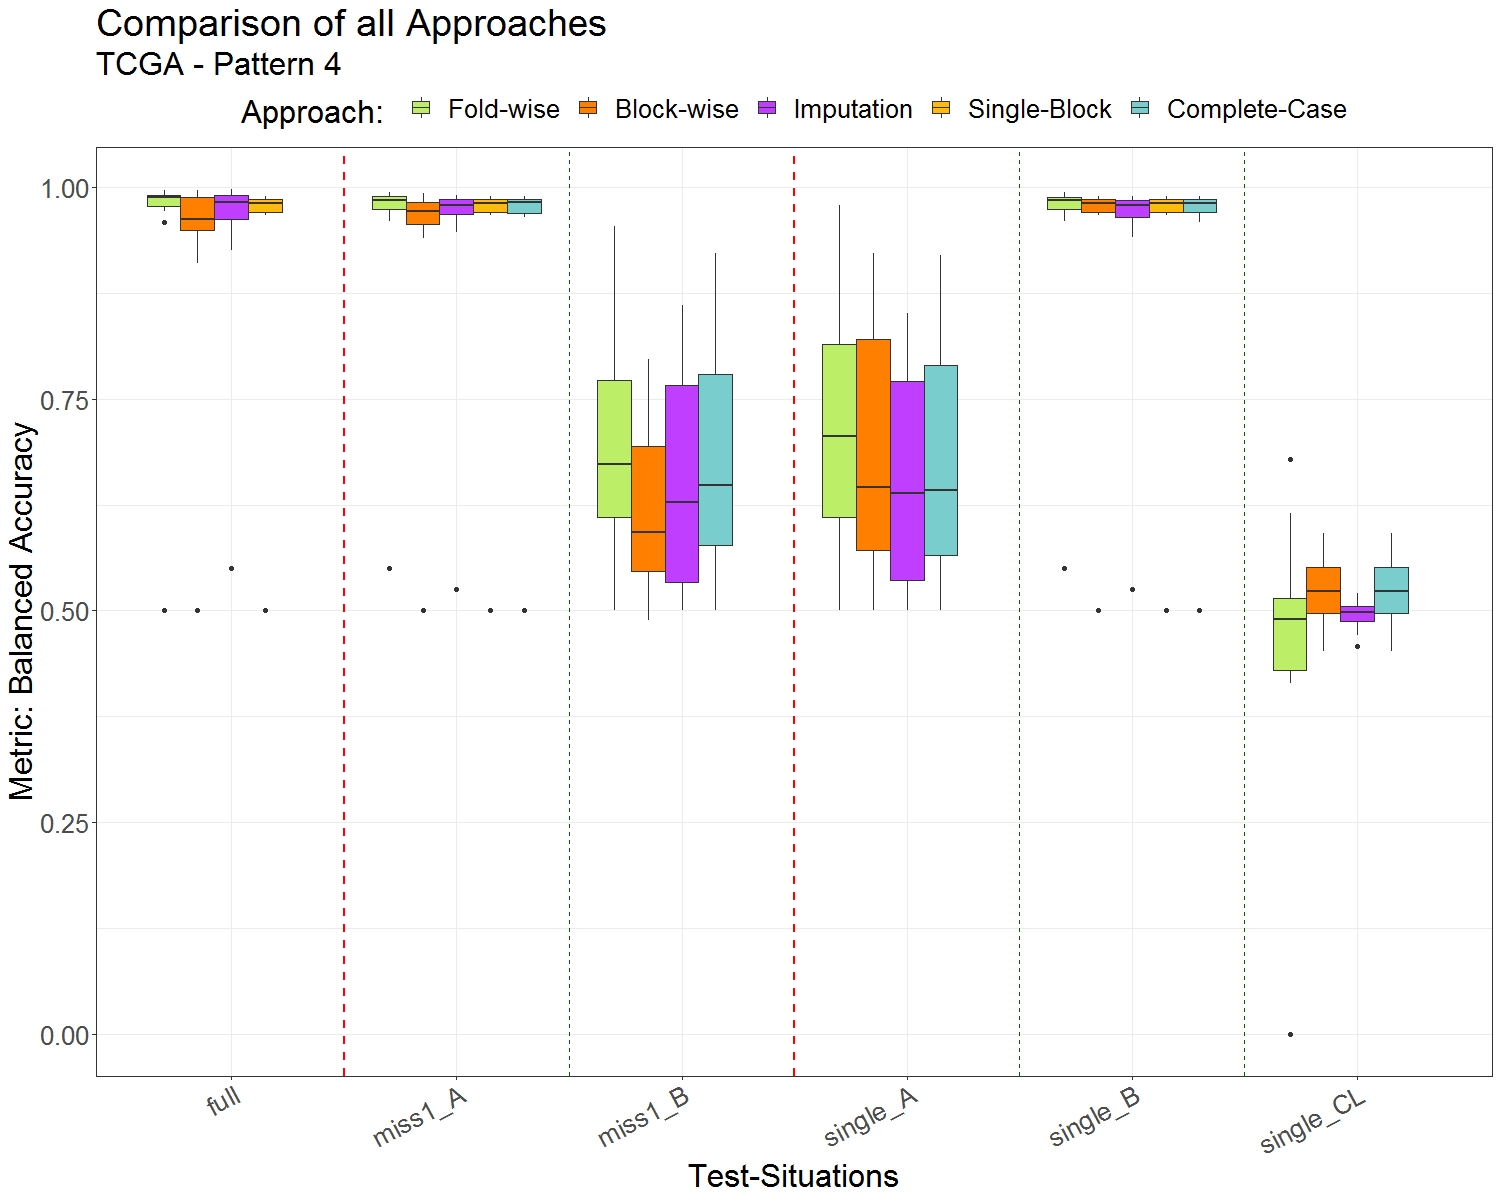 Comparison of all Approaches
TCGA - Pattern 4
Approach: Fold-wise Block-wise Imputation Single-Block Complete-Case
Metric: Balanced Accuracy
1.00
0.75
0.50
0.25
0.00
full miss1_A miss1_B single_A single_B single_CL
Test-Situations